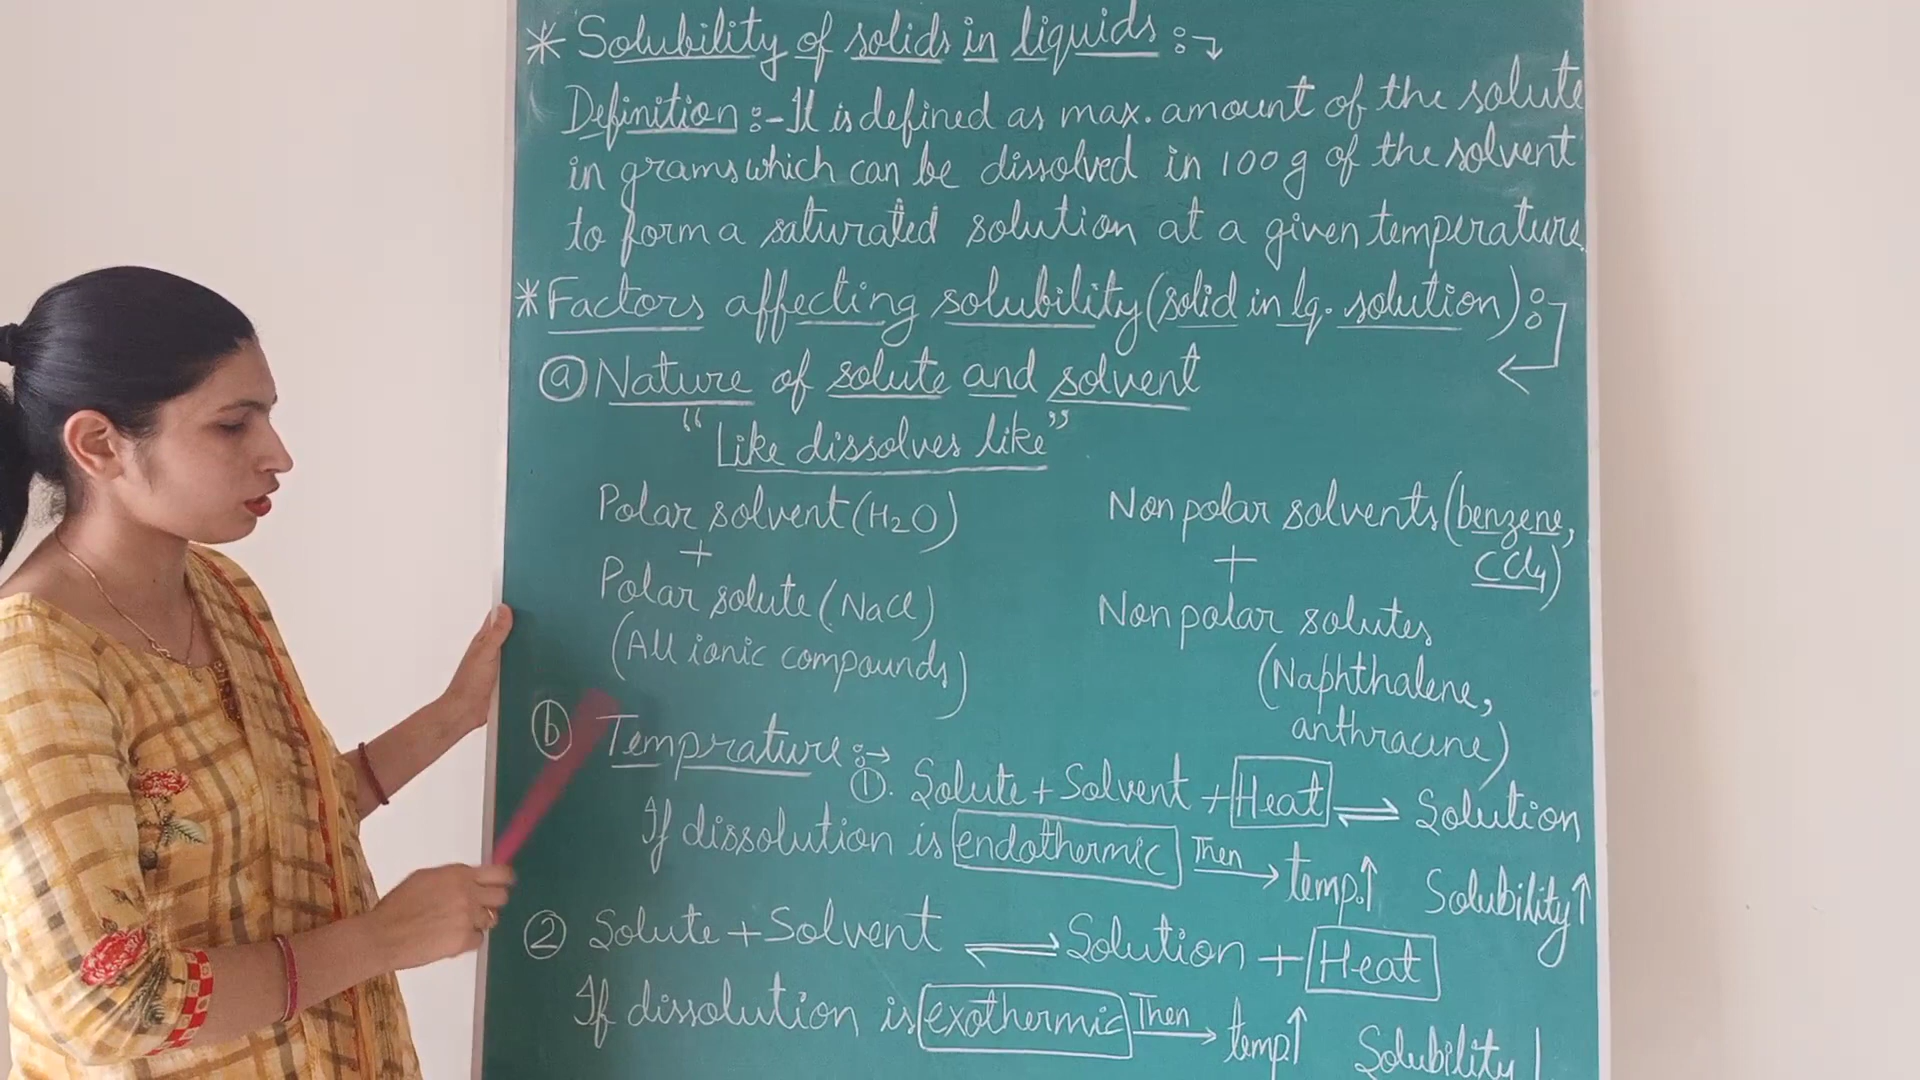 * Solubility of solids in liquids :
Definition :- It is defined as max. amount of the solute
in grams which can be dissolved in 100 g of the solvent
to form a saturated solution at a given temperature.
* Factors affecting solubility (solid in lq. solution) :
ⓐ Nature of solute and solvent
"Like dissolves like"
Polar solvent (H₂O)
+
Polar solute (NaCl)
(All ionic compounds)
Non polar solvents (benzene,
CCl₄)
+
Non polar solutes
(Naphthalene,
anthracine)
ⓑ Temprature :→
①. Solute + Solvent + Heat ⇌ Solution
If dissolution is endothermic Then → temp.↑ Solubility↑
② Solute + Solvent ⇌ Solution + Heat
If dissolution is exothermic Then → temp.↑ Solubility